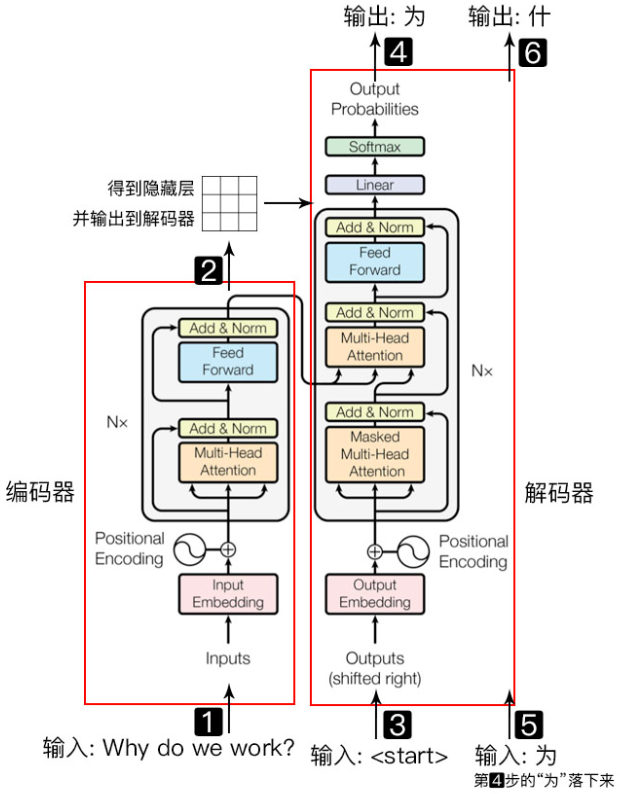 输出: 为
输出: 什
4
6
Output
Probabilities
Softmax
Linear
得到隐藏层
并输出到解码器
2
Add & Norm
Feed
Forward
Add & Norm
Multi-Head
Attention
N×
Add & Norm
Masked
Multi-Head
Attention
解码器
Add & Norm
Feed
Forward
N×
Add & Norm
Multi-Head
Attention
编码器
Positional
Encoding
Positional
Encoding
Input
Embedding
Output
Embedding
Inputs
Outputs
(shifted right)
1
3
5
输入: Why do we work?
输入: <start>
输入: 为
第4步的“为”落下来